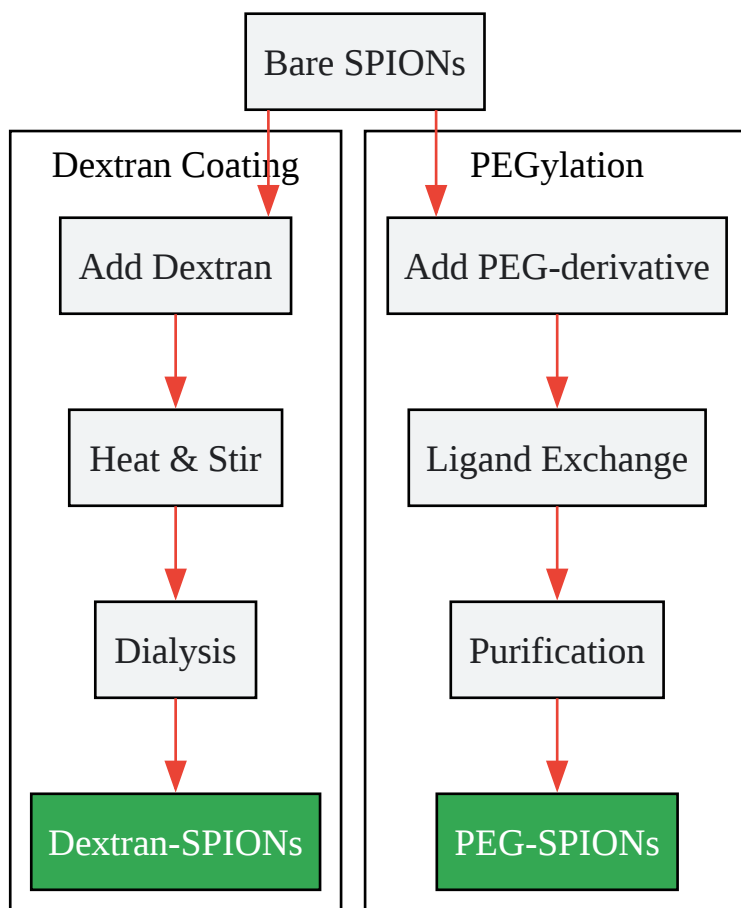 Bare SPIONs
Dextran Coating
Add Dextran
Heat & Stir
Dialysis
Dextran-SPIONs
PEGylation
Add PEG-derivative
Ligand Exchange
Purification
PEG-SPIONs